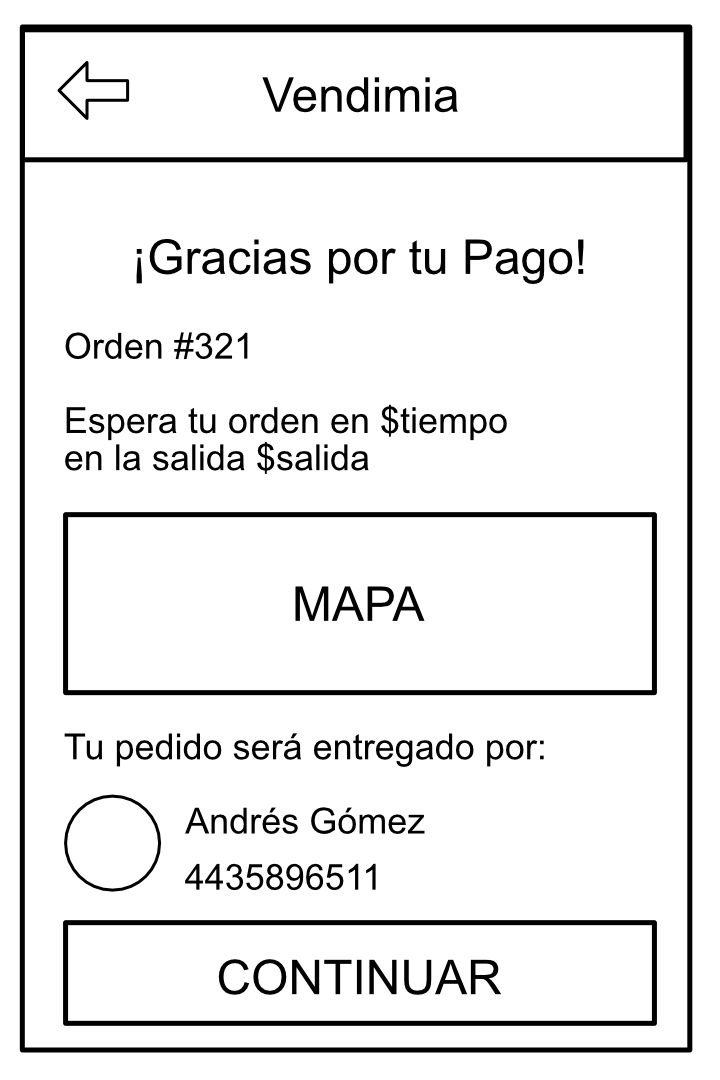 Vendimia
¡Gracias por tu Pago!
Orden #321
Espera tu orden en $tiempo
en la salida $salida
MAPA
Tu pedido será entregado por:
Andrés Gómez
4435896511
CONTINUAR